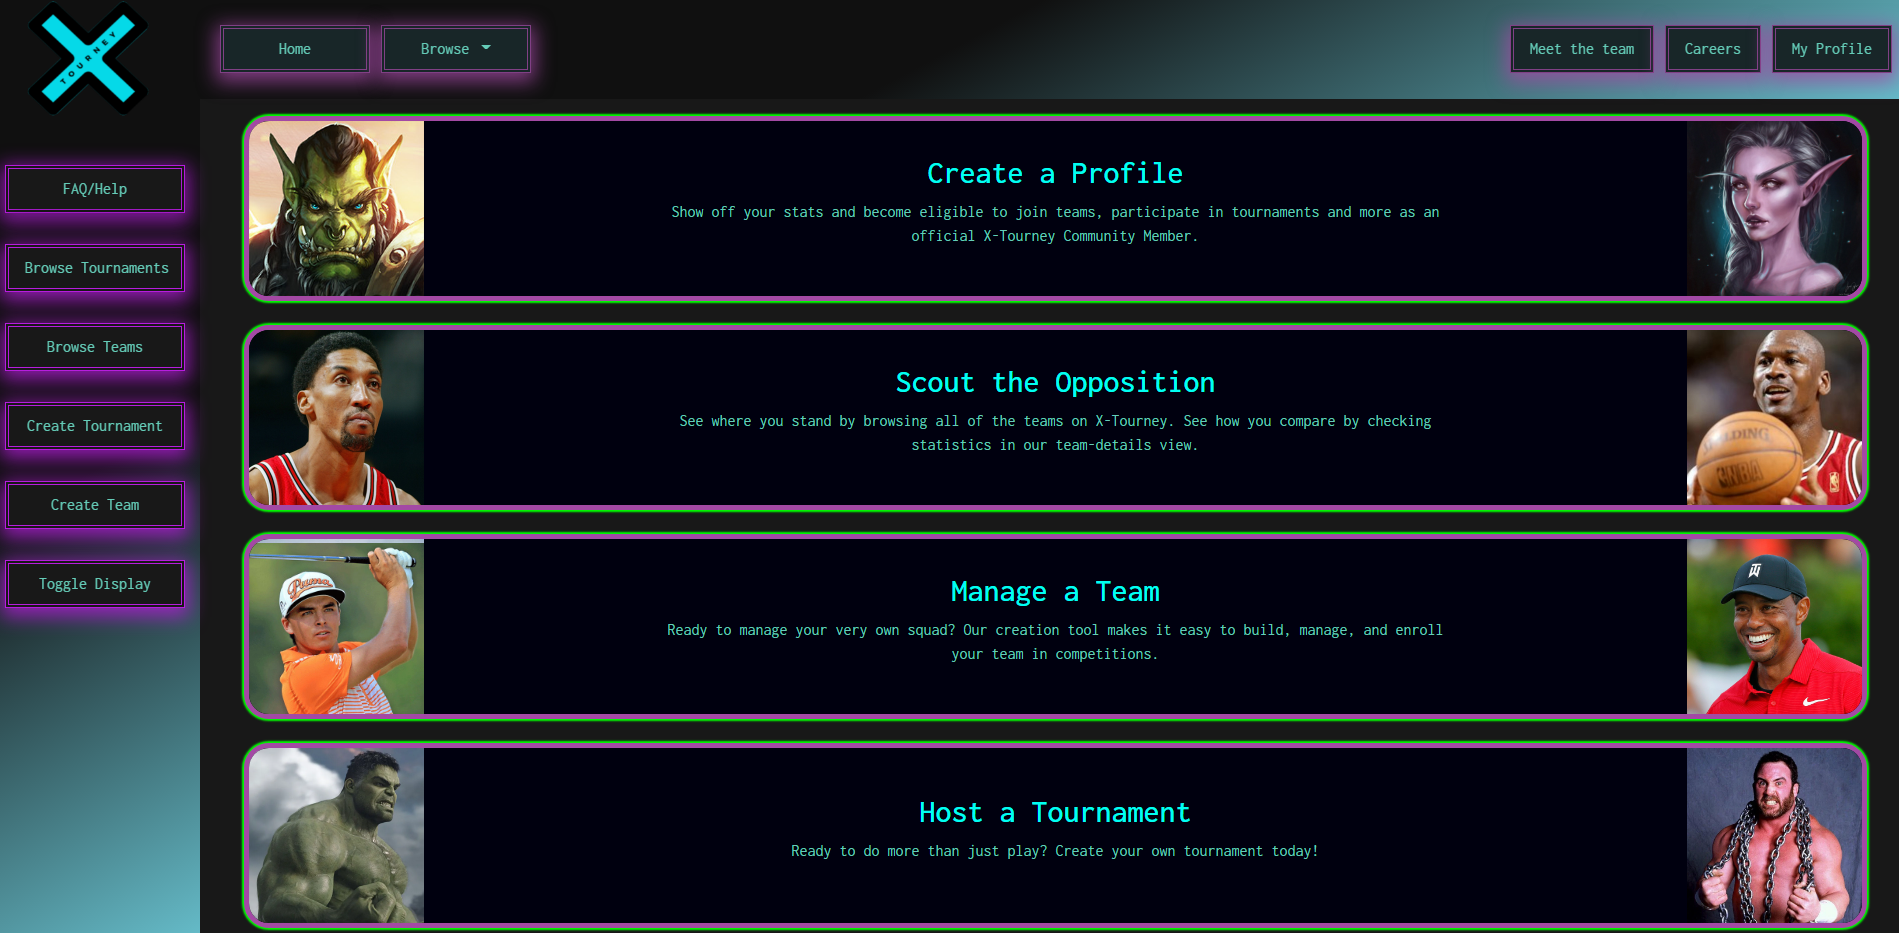 TOURNEY
Home
Browse
Meet the team
Careers
My Profile
FAQ/Help
Browse Tournaments
Browse Teams
Create Tournament
Create Team
Toggle Display
Create a Profile
Show off your stats and become eligible to join teams, participate in tournaments and more as an
official X-Tourney Community Member.
Scout the Opposition
See where you stand by browsing all of the teams on X-Tourney. See how you compare by checking
statistics in our team-details view.
LDING
NBA
Manage a Team
Ready to manage your very own squad? Our creation tool makes it easy to build, manage, and enroll
your team in competitions.
TW
Host a Tournament
Ready to do more than just play? Create your own tournament today!